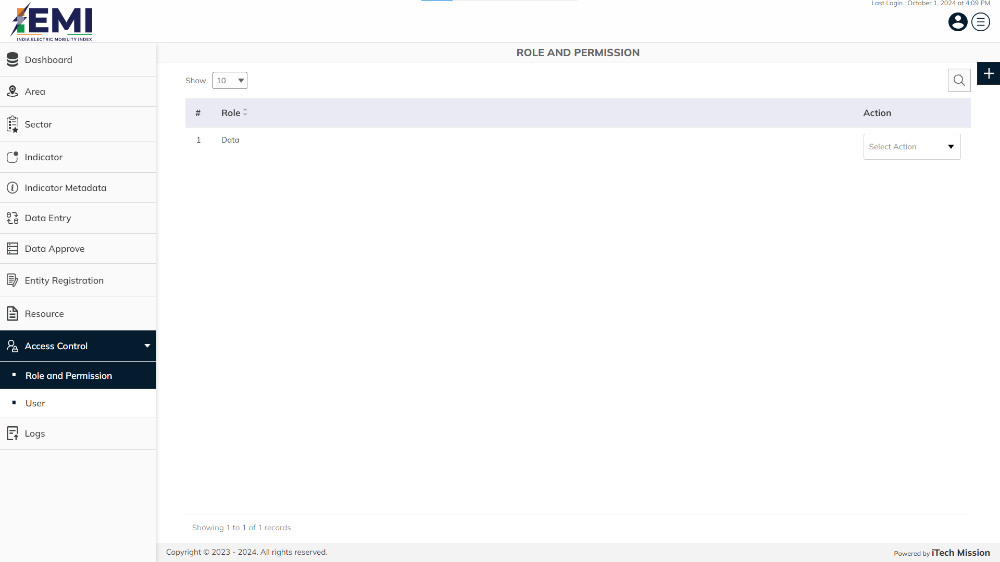 Last Login : October 1, 2024 at 4:09 PM
EMI
INDIA ELECTRIC MOBILITY INDEX
Dashboard
Area
Sector
Indicator
Indicator Metadata
Data Entry
Data Approve
Entity Registration
Resource
Access Control
Role and Permission
User
Logs
ROLE AND PERMISSION
Show 10
# Role Action
1 Data Select Action
Showing 1 to 1 of 1 records
Copyright © 2023 - 2024. All rights reserved.
Powered by iTech Mission